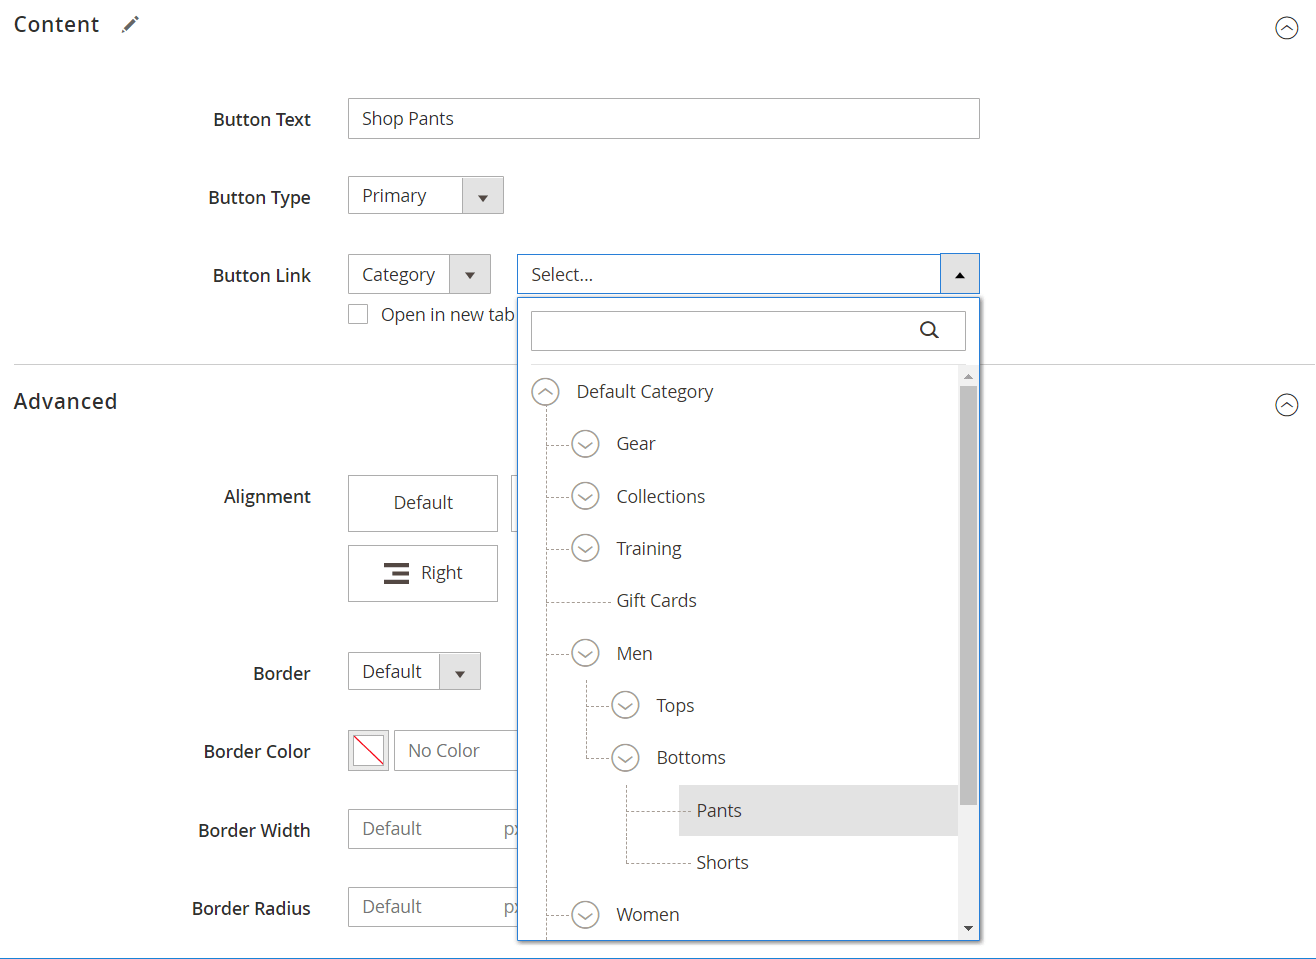 Content
Button Text Shop Pants
Button Type Primary
Button Link Category Select...
Open in new tab
Default Category
Advanced
Gear
Alignment Default Collections
Training
Right Gift Cards
Men
Border Default
Tops
Border Color No Color Bottoms
Pants
Border Width Default
Shorts
Border Radius Default Women